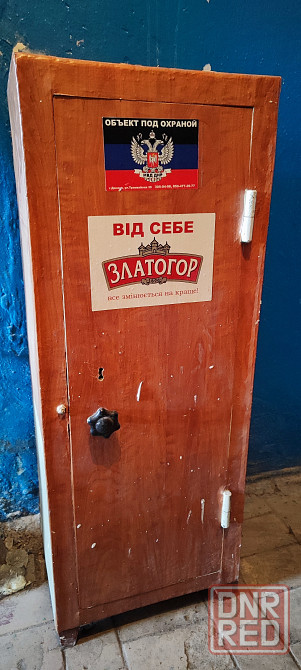 ОБЪЕКТ ПОД ОХРАНОЙ
ВІД СЕБЕ
ЗЛАТОГОР
все змінюється на краще!
DNR
RED